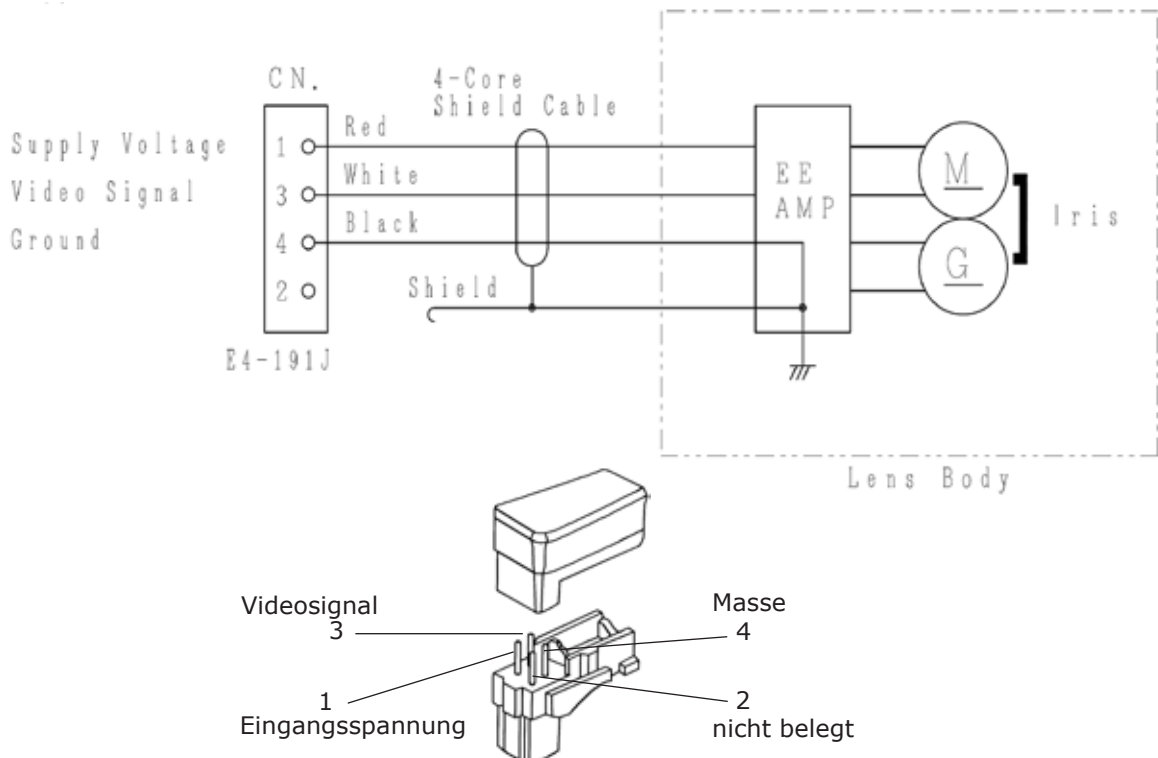 CN.
4-Core
Shield Cable
Supply Voltage 1 Red
Video Signal 3 White
Ground 4 Black
2
Shield
E4-191J
EE
AMP
M
G
Iris
Lens Body
Videosignal
3
Masse
4
1
Eingangsspannung
2
nicht belegt